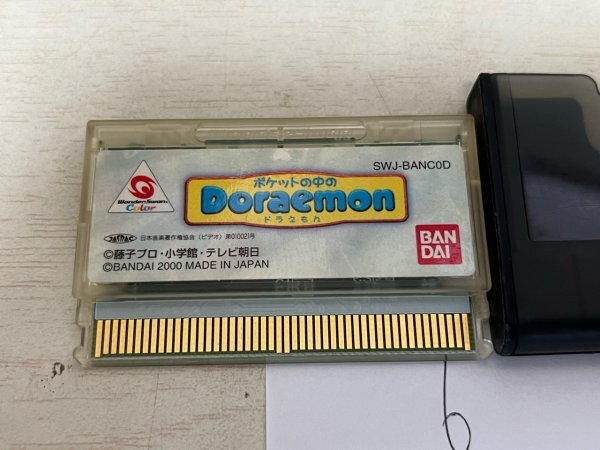 SWJ-BANC0D
ポケットの中の
Doraemon
ドラえもん
WonderSwan
Color
JASRAC
日本音楽著作権協会（ビデオ）第010021号
BAN
DAI
©藤子プロ・小学館・テレビ朝日
©BANDAI 2000 MADE IN JAPAN
6